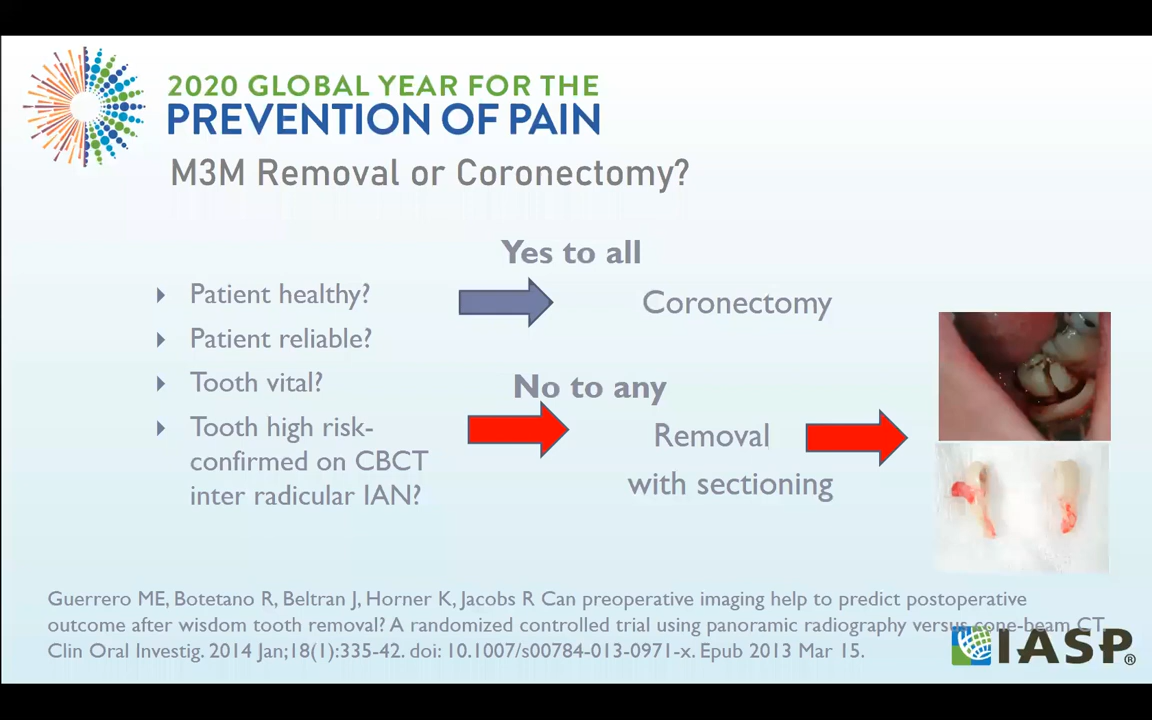 2020 GLOBAL YEAR FOR THE
PREVENTION OF PAIN
M3M Removal or Coronectomy?
Yes to all
Patient healthy?
Coronectomy
Patient reliable?
Tooth vital?
No to any
Tooth high risk-
confirmed on CBCT
inter radicular IAN?
Removal
with sectioning
Guerrero ME, Botetano R, Beltran J, Horner K, Jacobs R Can preoperative imaging help to predict postoperative
outcome after wisdom tooth removal? A randomized controlled trial using panoramic radiography versus cone-beam CT.
Clin Oral Investig. 2014 Jan;18(1):335-42. doi: 10.1007/s00784-013-0971-x. Epub 2013 Mar 15.
IASP®